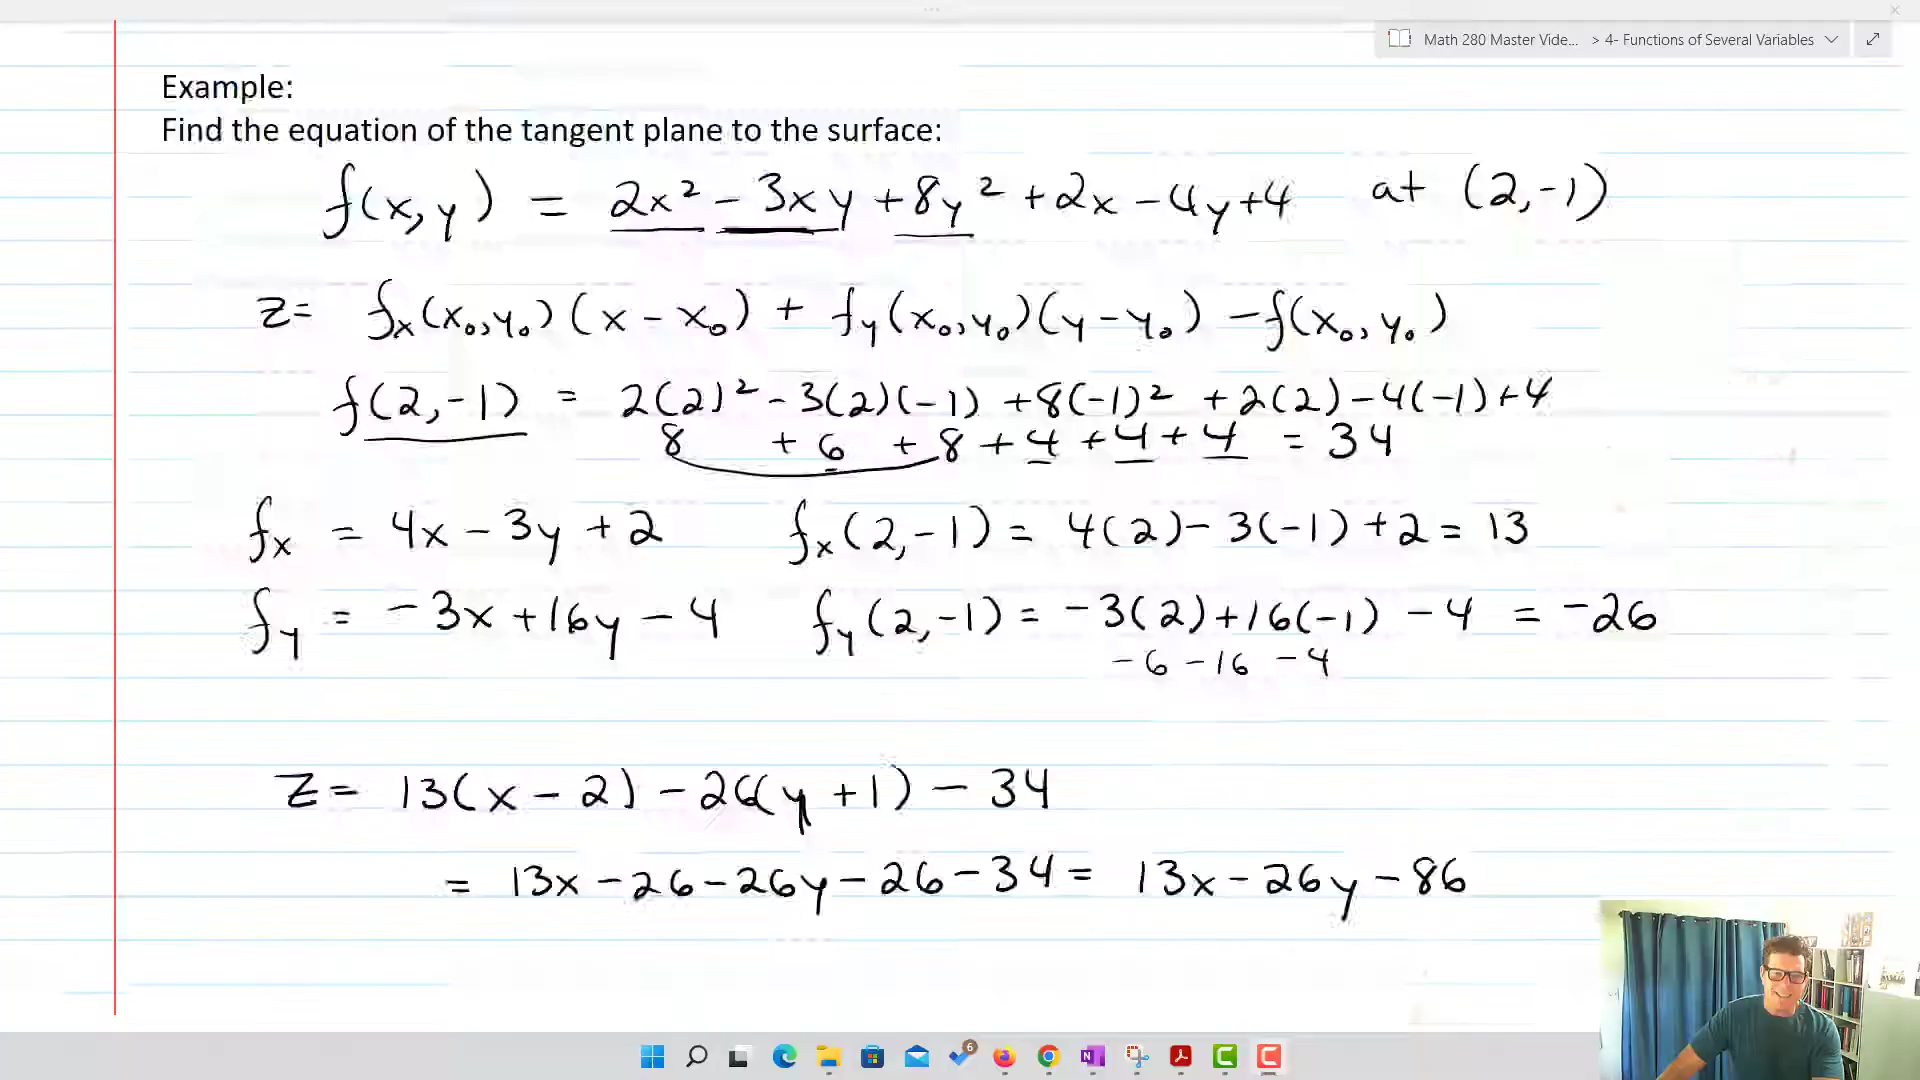 Math 280 Master Vide... > 4- Functions of Several Variables
Example:
Find the equation of the tangent plane to the surface:
f(x,y) = 2x² - 3xy + 8y² + 2x - 4y + 4 at (2,-1)
z = fₓ(x₀,y₀)(x - x₀) + f_y(x₀,y₀)(y - y₀) - f(x₀,y₀)
f(2,-1) = 2(2)² - 3(2)(-1) + 8(-1)² + 2(2) - 4(-1) + 4
8 + 6 + 8 + 4 + 4 + 4 = 34
fₓ = 4x - 3y + 2 fₓ(2,-1) = 4(2) - 3(-1) + 2 = 13
f_y = -3x + 16y - 4 f_y(2,-1) = -3(2) + 16(-1) - 4 = -26
-6 -16 -4
z = 13(x - 2) - 26(y + 1) - 34
= 13x - 26 - 26y - 26 - 34 = 13x - 26y - 86
6